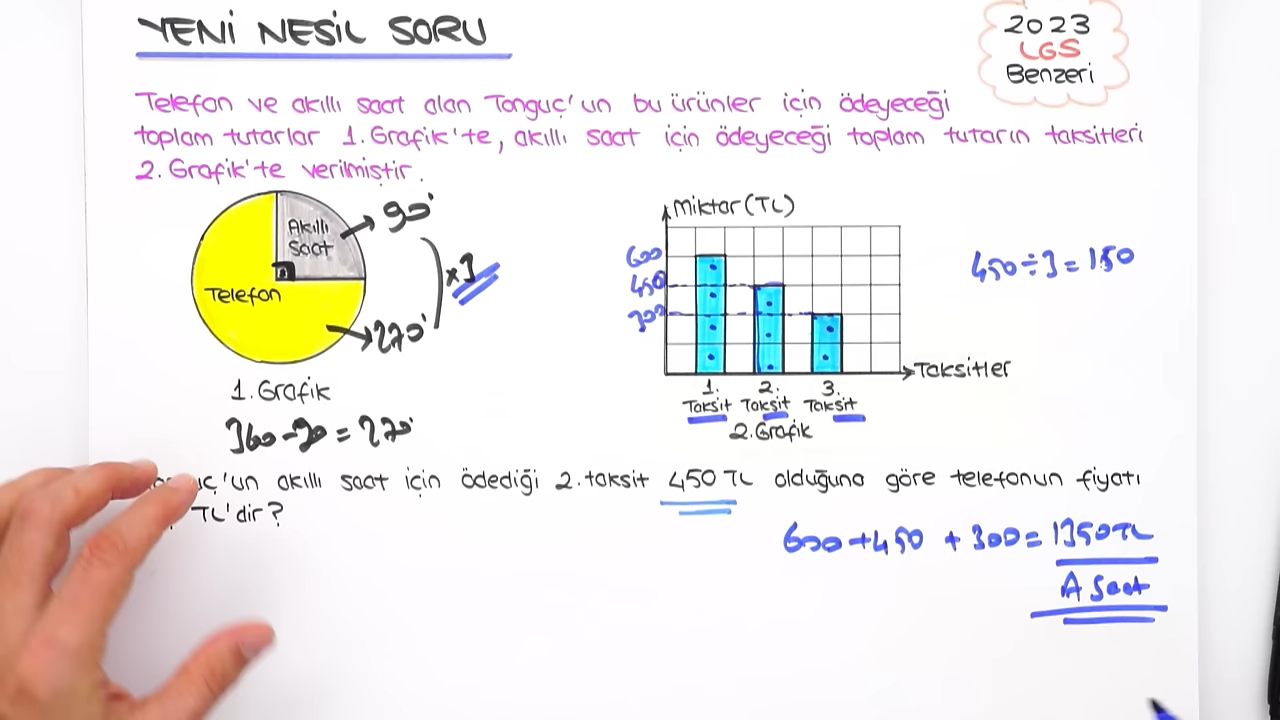 YENİ NESİL SORU
2023
LGS
Benzeri
Telefon ve akıllı saat alan Tonguç'un bu ürünler için ödeyeceği
toplam tutarlar 1. Grafik'te, akıllı saat için ödeyeceği toplam tutarın taksitleri
2. Grafik'te verilmiştir.
Akıllı
Saat
90°
Telefon
270°
x3
1. Grafik
360-90=270°
Miktar (TL)
600
450
300
Taksitler
1.
Taksit
2.
Taksit
3.
Taksit
2. Grafik
450÷3=150
uç'un akıllı saat için ödediği 2. taksit 450 TL olduğuna göre telefonun fiyatı
TL'dir?
600+450+300=1350TL
A Saat